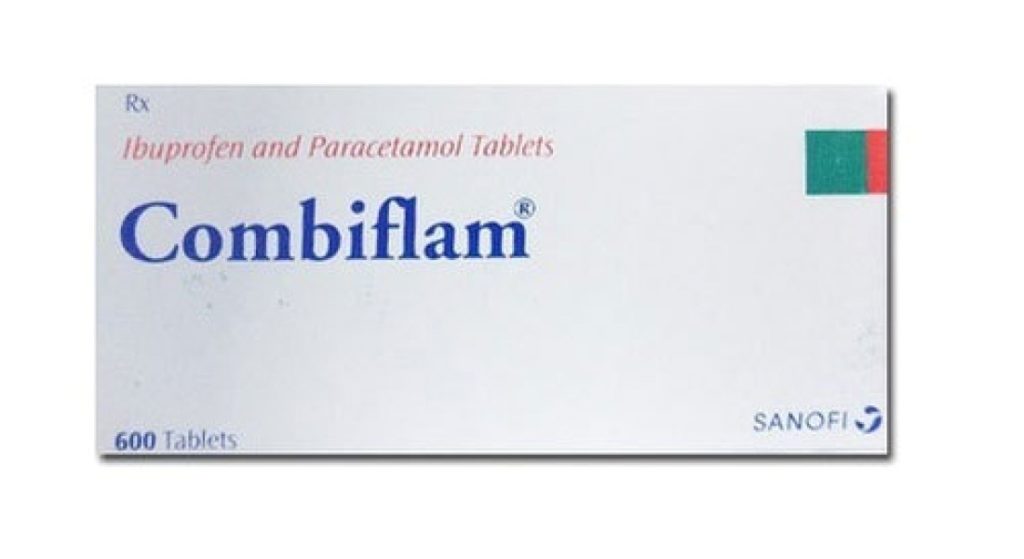 Rx
Ibuprofen and Paracetamol Tablets
Combiflam®
600 Tablets
SANOFI